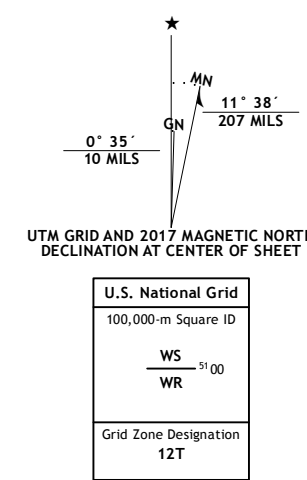 ★
MN
11° 38´
207 MILS
GN
0° 35´
10 MILS
UTM GRID AND 2017 MAGNETIC NORT
DECLINATION AT CENTER OF SHEET
U.S. National Grid
100,000-m Square ID
WS
5100
WR
Grid Zone Designation
12T